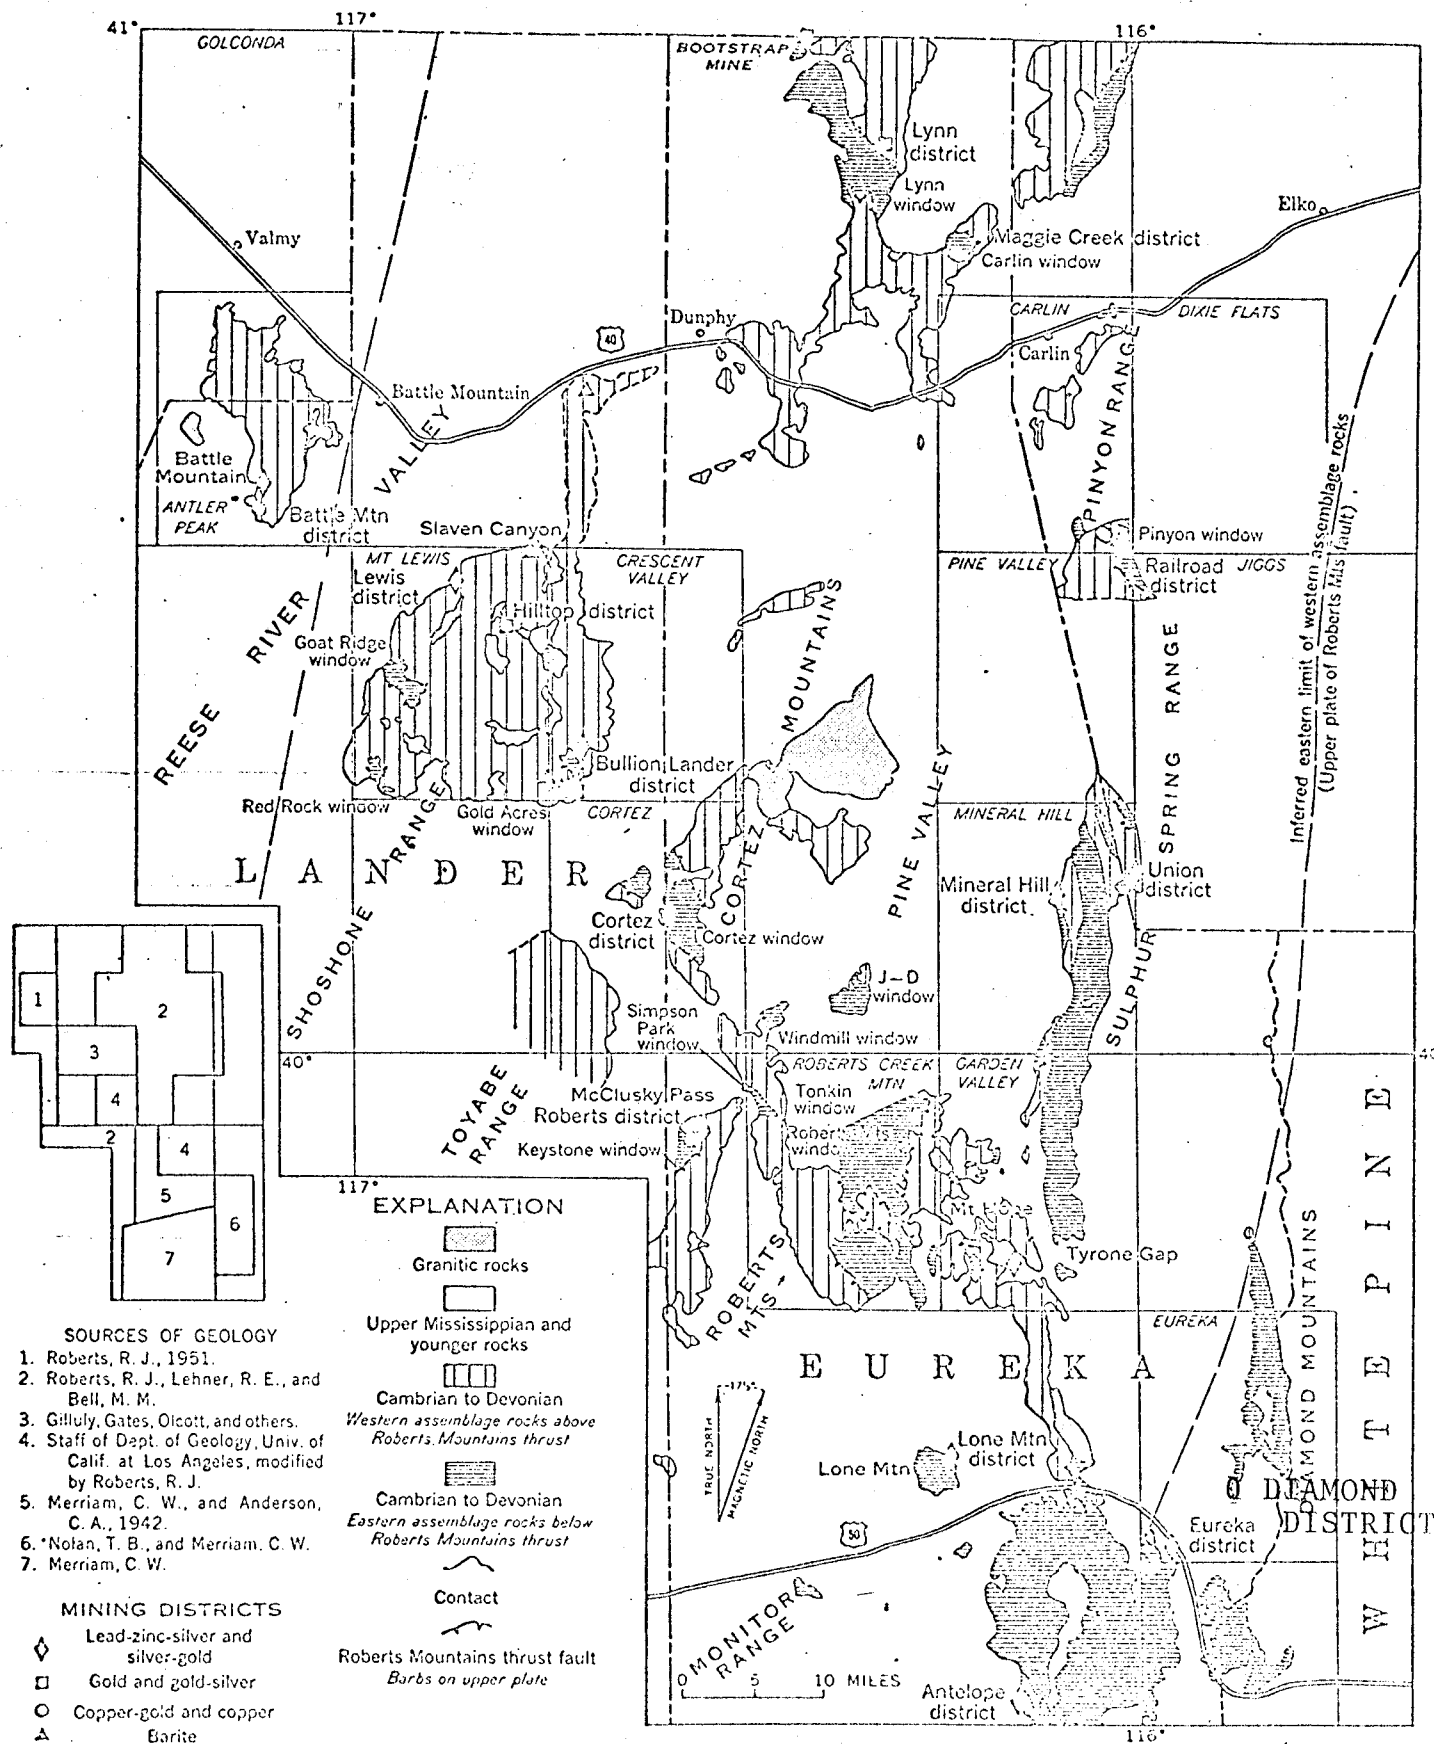 41°
117°
116°
GOLCONDA
BOOTSTRAP
MINE
Lynn
district
Lynn
window
Elko
Valmy
Maggie Creek district
Carlin window
Dunphy
40
CARLIN
DIXIE FLATS
Carlin
Battle Mountain
VALLEY
PINYON RANGE
Battle
Mountain
ANTLER
PEAK
Battle Mtn
district
Slaven Canyon
Pinyon window
MT LEWIS
CRESCENT
VALLEY
PINE VALLEY
Railroad
district
JIGGS
Inferred eastern limit of western assemblage rocks
(Upper plate of Roberts Mts fault)
Lewis
district
Hilltop district
RIVER
Goat Ridge
window
MOUNTAINS
REESE
SPRING RANGE
Bullion Lander
district
Red Rock window
Gold Acres
window
CORTEZ
MINERAL HILL
PINE VALLEY
RANGE
CORTEZ
LANDER
Mineral Hill
district
Union
district
Cortez
district
Cortez window
SHOSHONE
J-D
window
SULPHUR
1
2
3
4
2
4
5
6
7
Simpson
Park
window
Windmill window
40°
ROBERTS CREEK
MTN
GARDEN
VALLEY
TOYABE
RANGE
McClusky Pass
Roberts district
Tonkin
window
Keystone window
Roberts Mts
window
117°
Mt Hope
Tyrone Gap
ROBERTS
MTS
EUREKA
EUREKA
DIAMOND MOUNTAINS
WHITE PINE
EXPLANATION
Granitic rocks
Upper Mississippian and
younger rocks
Cambrian to Devonian
Western assemblage rocks above
Roberts Mountains thrust
Cambrian to Devonian
Eastern assemblage rocks below
Roberts Mountains thrust
Contact
Roberts Mountains thrust fault
Barbs on upper plate
SOURCES OF GEOLOGY
1. Roberts, R. J., 1951.
2. Roberts, R. J., Lehner, R. E., and
Bell, M. M.
3. Gilluly, Gates, Olcott, and others.
4. Staff of Dept. of Geology, Univ. of
Calif. at Los Angeles, modified
by Roberts, R. J.
5. Merriam, C. W., and Anderson,
C. A., 1942.
6. Nolan, T. B., and Merriam. C. W.
7. Merriam, C. W.
MINING DISTRICTS
Lead-zinc-silver and
silver-gold
Gold and gold-silver
Copper-gold and copper
Barite
TRUE NORTH
MAGNETIC NORTH
17½°
Lone Mtn
Lone Mtn
district
50
DIAMOND
DISTRICT
Eureka
district
MONITOR
RANGE
0 5 10 MILES
Antelope
district
116°